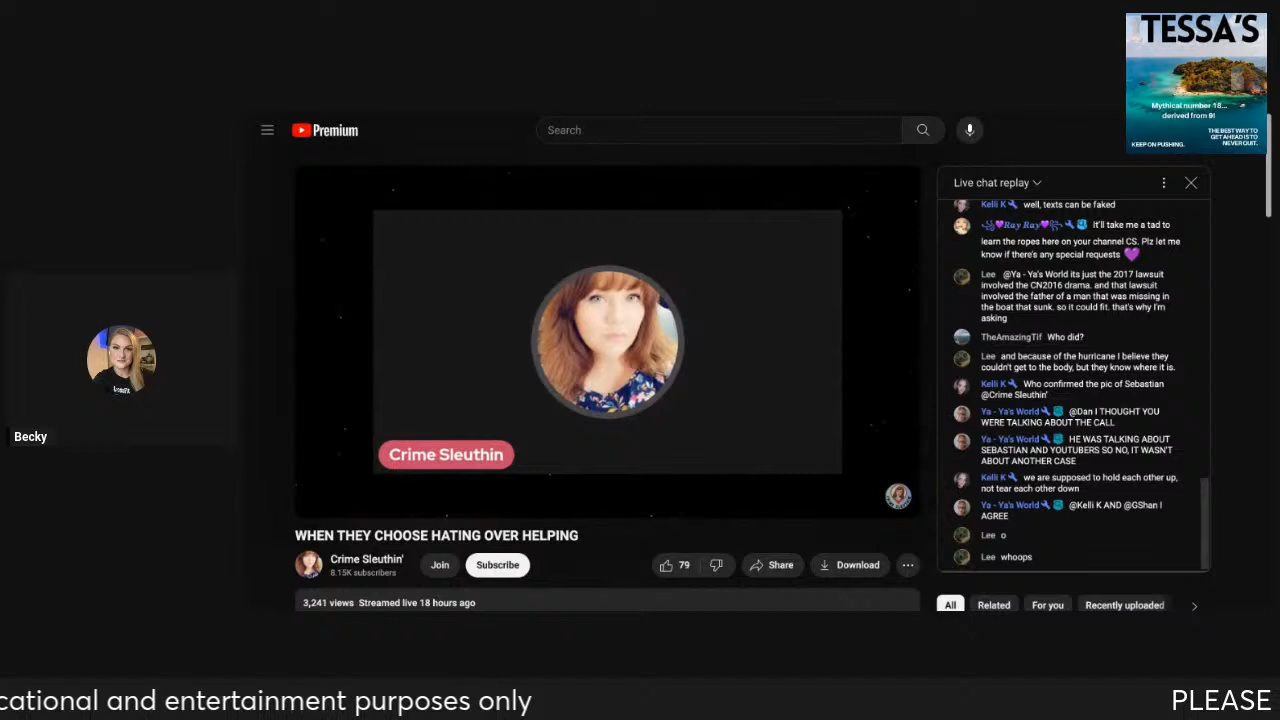 TESSA'S
Mythical number 18...
derived from 9!
THE BEST WAY TO
GET AHEAD IS TO
NEVER QUIT.
KEEP ON PUSHING.
Premium
Search
Live chat replay
Kelli K well, texts can be faked
Ray Ray It'll take me a tad to
learn the ropes here on your channel CS. Plz let me
know if there's any special requests
Lee @Ya - Ya's World its just the 2017 lawsuit
involved the CN2016 drama. and that lawsuit
involved the father of a man that was missing in
the boat that sunk. so it could fit. that's why I'm
asking
TheAmazingTif Who did?
Lee and because of the hurricane I believe they
couldn't get to the body, but they know where it is.
Kelli K Who confirmed the pic of Sebastian
@Crime Sleuthin'
Ya - Ya's World @Dan I THOUGHT YOU
WERE TALKING ABOUT THE CALL
Ya - Ya's World HE WAS TALKING ABOUT
SEBASTIAN AND YOUTUBERS SO NO, IT WASN'T
ABOUT ANOTHER CASE
Kelli K we are supposed to hold each other up,
not tear each other down
Ya - Ya's World @Kelli K AND @GShan I
AGREE
Lee o
Lee whoops
Becky
Crime Sleuthin
WHEN THEY CHOOSE HATING OVER HELPING
Crime Sleuthin'
8.15K subscribers
Join
Subscribe
79
Share
Download
3,241 views Streamed live 18 hours ago
All
Related
For you
Recently uploaded
cational and entertainment purposes only
PLEASE